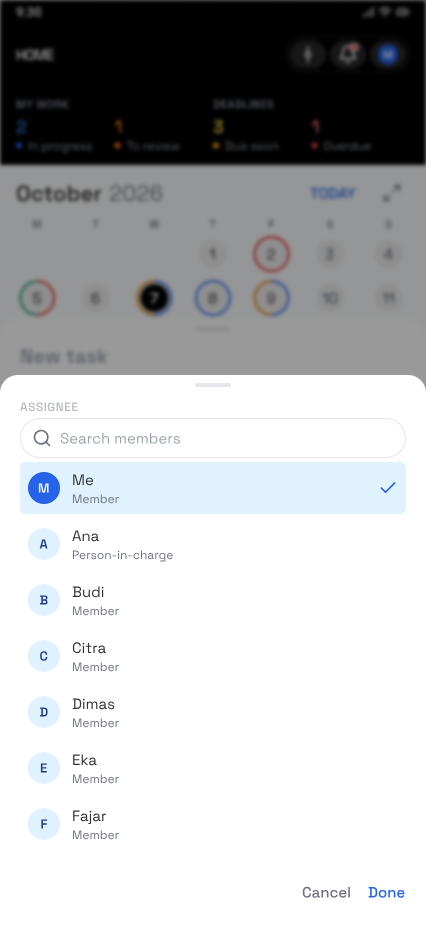 9:30
HOME
M
MY WORK
DEADLINES
2
1
3
1
In progress
To review
Due soon
Overdue
October 2026
TODAY
M T W T F S S
1 2 3 4
5 6 7 8 9 10 11
New task
ASSIGNEE
Search members
M
Me
Member
A
Ana
Person-in-charge
B
Budi
Member
C
Citra
Member
D
Dimas
Member
E
Eka
Member
F
Fajar
Member
Cancel
Done